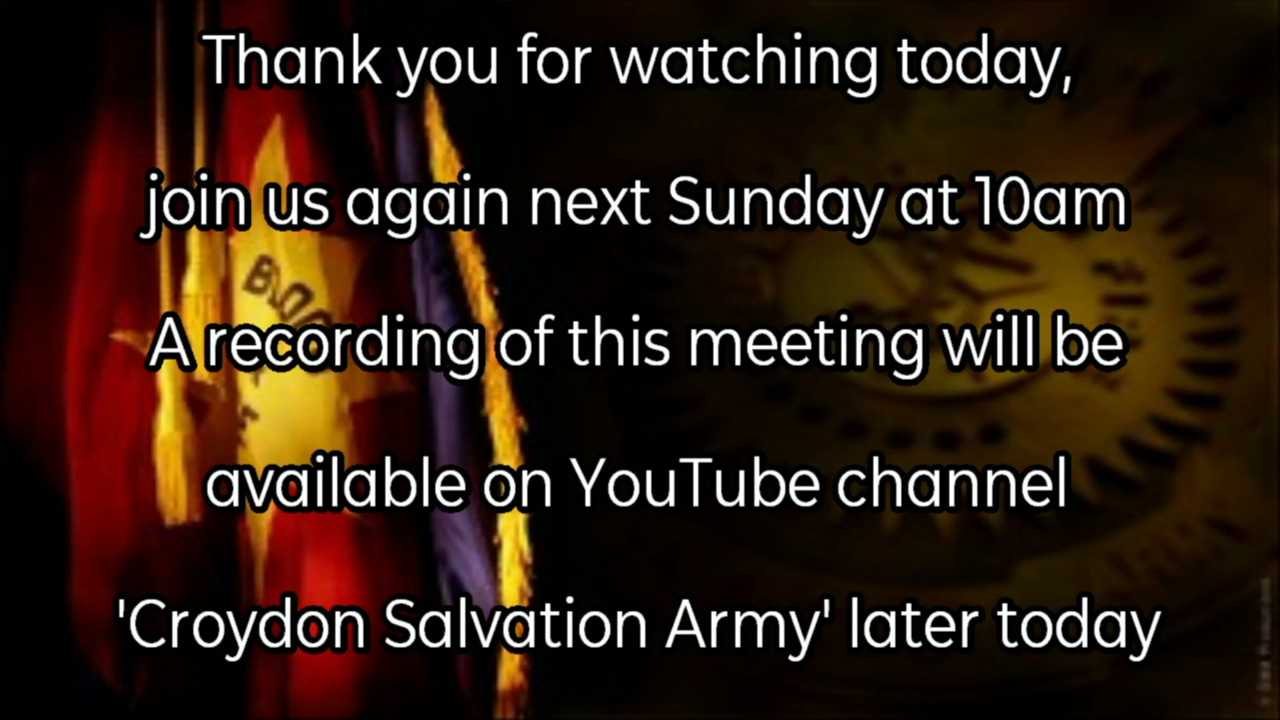 Thank you for watching today,
join us again next Sunday at 10am
A recording of this meeting will be
available on YouTube channel
'Croydon Salvation Army' later today